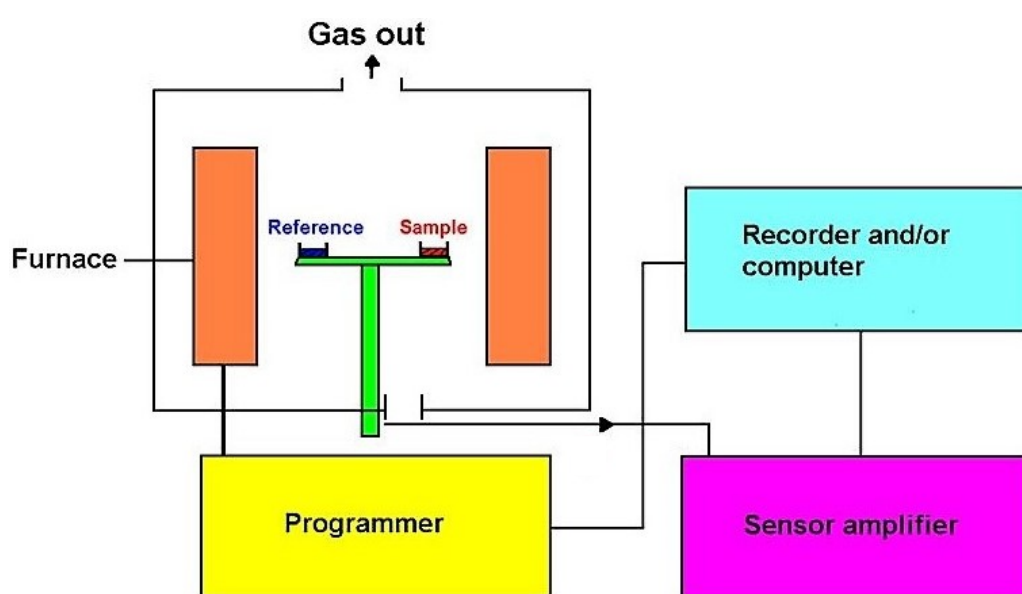 Gas out
Reference
Sample
Furnace
Recorder and/or
computer
Programmer
Sensor amplifier